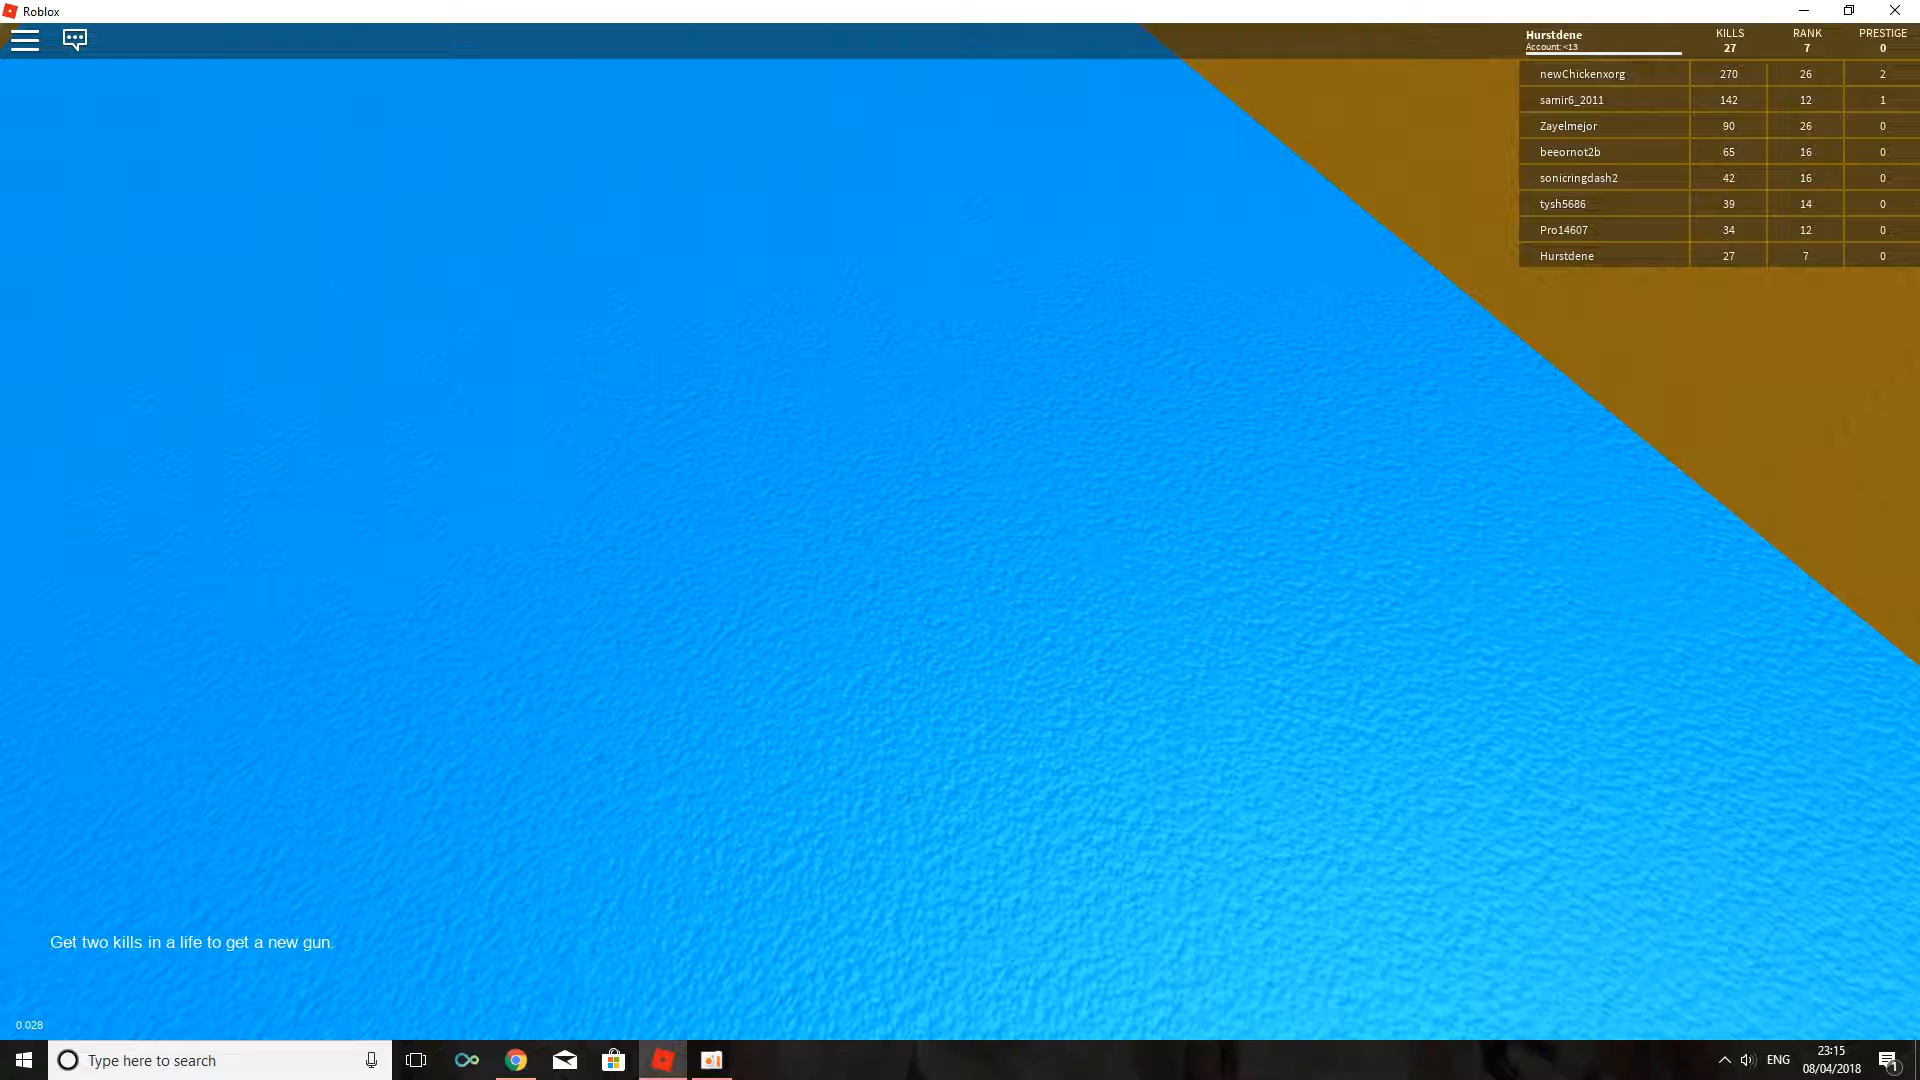 Roblox
Hurstdene KILLS RANK PRESTIGE
Account: <13 27 7 0
newChickenxorg 270 26 2
samir6_2011 142 12 1
Zayelmejor 90 26 0
beeornot2b 65 16 0
sonicringdash2 42 16 0
tysh5686 39 14 0
Pro14607 34 12 0
Hurstdene 27 7 0
Get two kills in a life to get a new gun.
0.028
Type here to search
ENG
23:15
08/04/2018
1